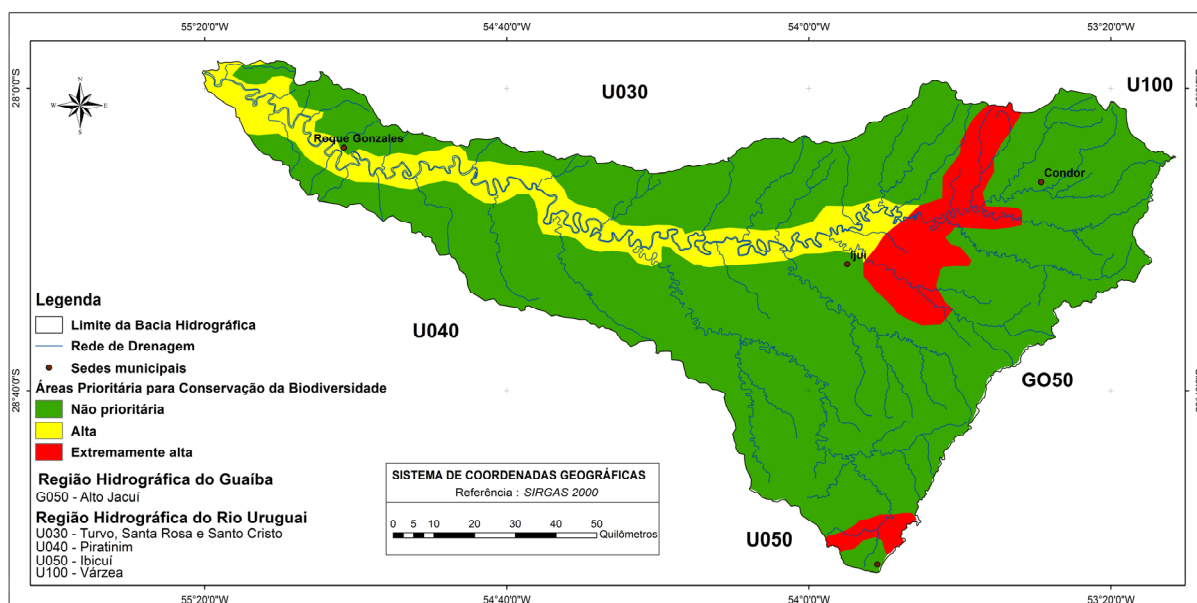 55°20'0"W
54°40'0"W
54°0'0"W
53°20'0"W
28°0'0"S
N
W E
S
U030
U100
Roque Gonzales
Condor
Ijuí
U040
GO50
U050
28°40'0"S
Legenda
Limite da Bacia Hidrográfica
Rede de Drenagem
Sedes municipais
Áreas Prioritária para Conservação da Biodiversidade
Não prioritária
Alta
Extremamente alta
Região Hidrográfica do Guaíba
G050 - Alto Jacuí
Região Hidrográfica do Rio Uruguai
U030 - Turvo, Santa Rosa e Santo Cristo
U040 - Piratinim
U050 - Ibicuí
U100 - Várzea
SISTEMA DE COORDENADAS GEOGRÁFICAS
Referência : SIRGAS 2000
0 5 10 20 30 40 50
Quilômetros
55°20'0"W
54°40'0"W
54°0'0"W
53°20'0"W